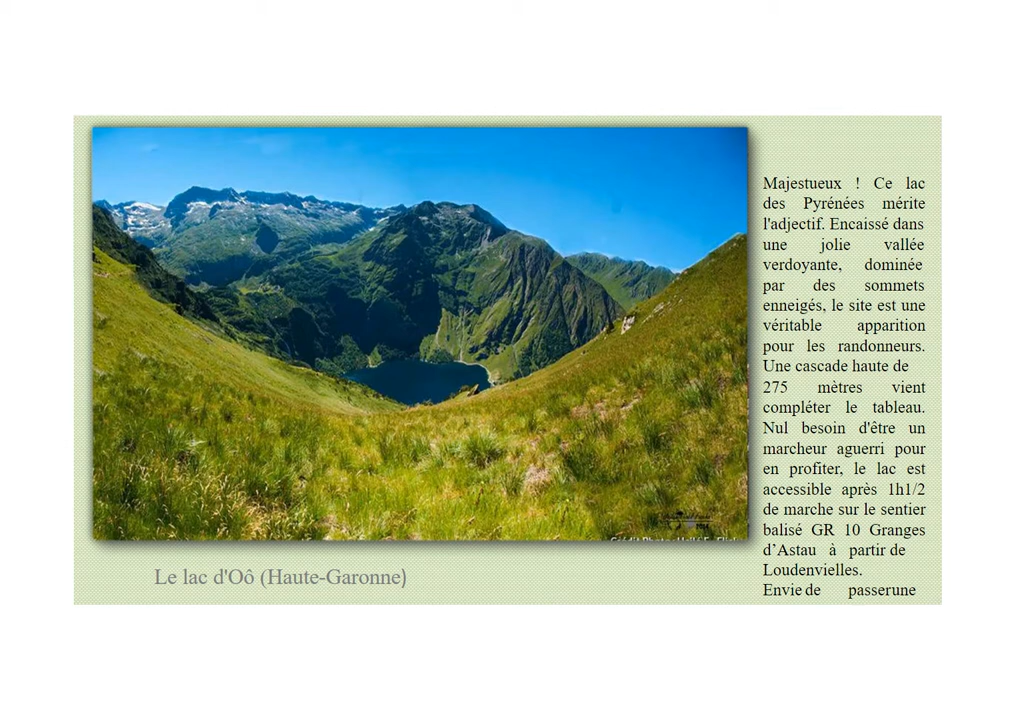 Majestueux ! Ce lac
des Pyrénées mérite
l'adjectif. Encaissé dans
une jolie vallée
verdoyante, dominée
par des sommets
enneigés, le site est une
véritable apparition
pour les randonneurs.
Une cascade haute de
275 mètres vient
compléter le tableau.
Nul besoin d'être un
marcheur aguerri pour
en profiter, le lac est
accessible après 1h1/2
de marche sur le sentier
balisé GR 10 Granges
d’Astau à partir de
Loudenvielles.
Envie de passerune
Le lac d'Oô (Haute-Garonne)